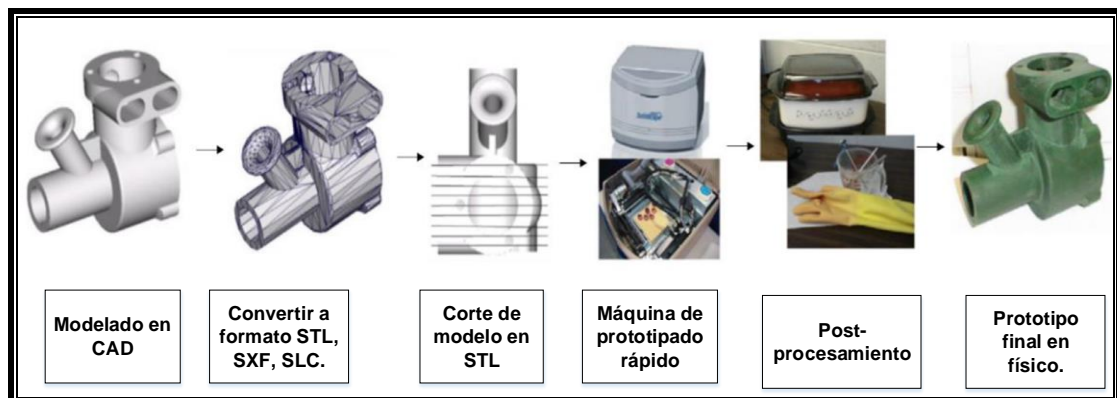 Modelado en
CAD
Convertir a
formato STL,
SXF, SLC.
Corte de
modelo en
STL
Máquina de
prototipado
rápido
Post-
procesamiento
Prototipo
final en
físico.